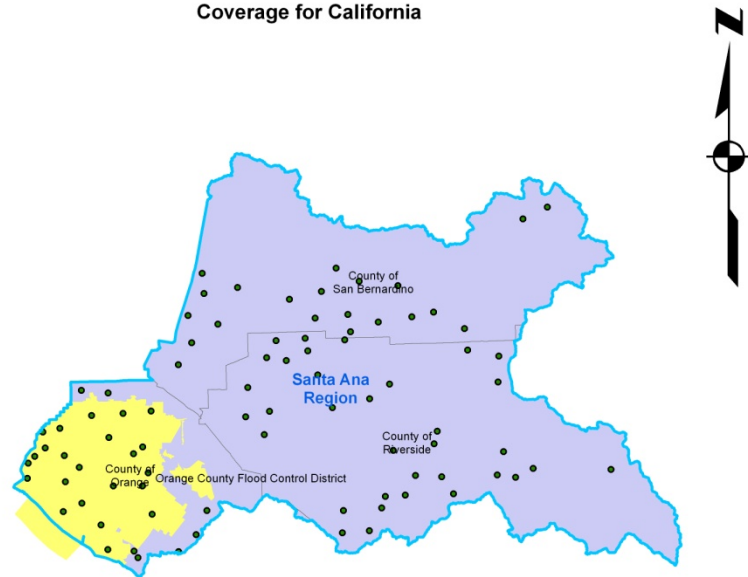 Coverage for California
N
County of
San Bernardino
Santa Ana
Region
County of
Riverside
County of
Orange
Orange County Flood Control District